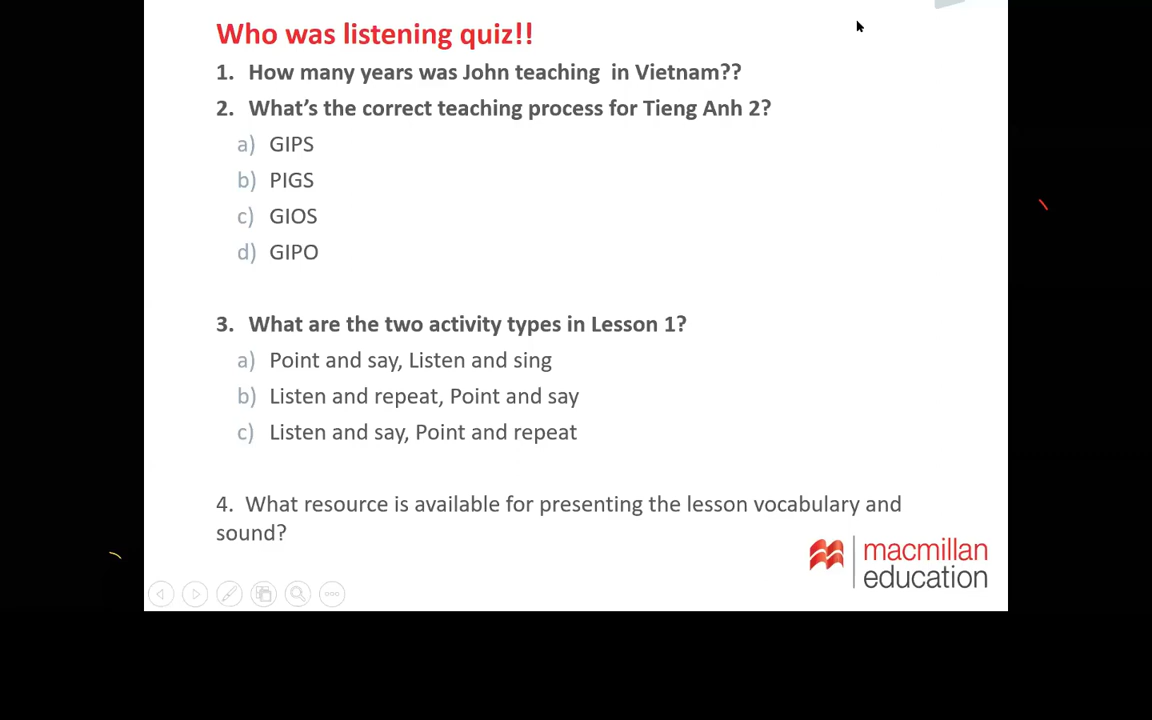 Who was listening quiz!!
1. How many years was John teaching in Vietnam??
2. What's the correct teaching process for Tieng Anh 2?
a) GIPS
b) PIGS
c) GIOS
d) GIPO
3. What are the two activity types in Lesson 1?
a) Point and say, Listen and sing
b) Listen and repeat, Point and say
c) Listen and say, Point and repeat
4. What resource is available for presenting the lesson vocabulary and
sound?
macmillan
education